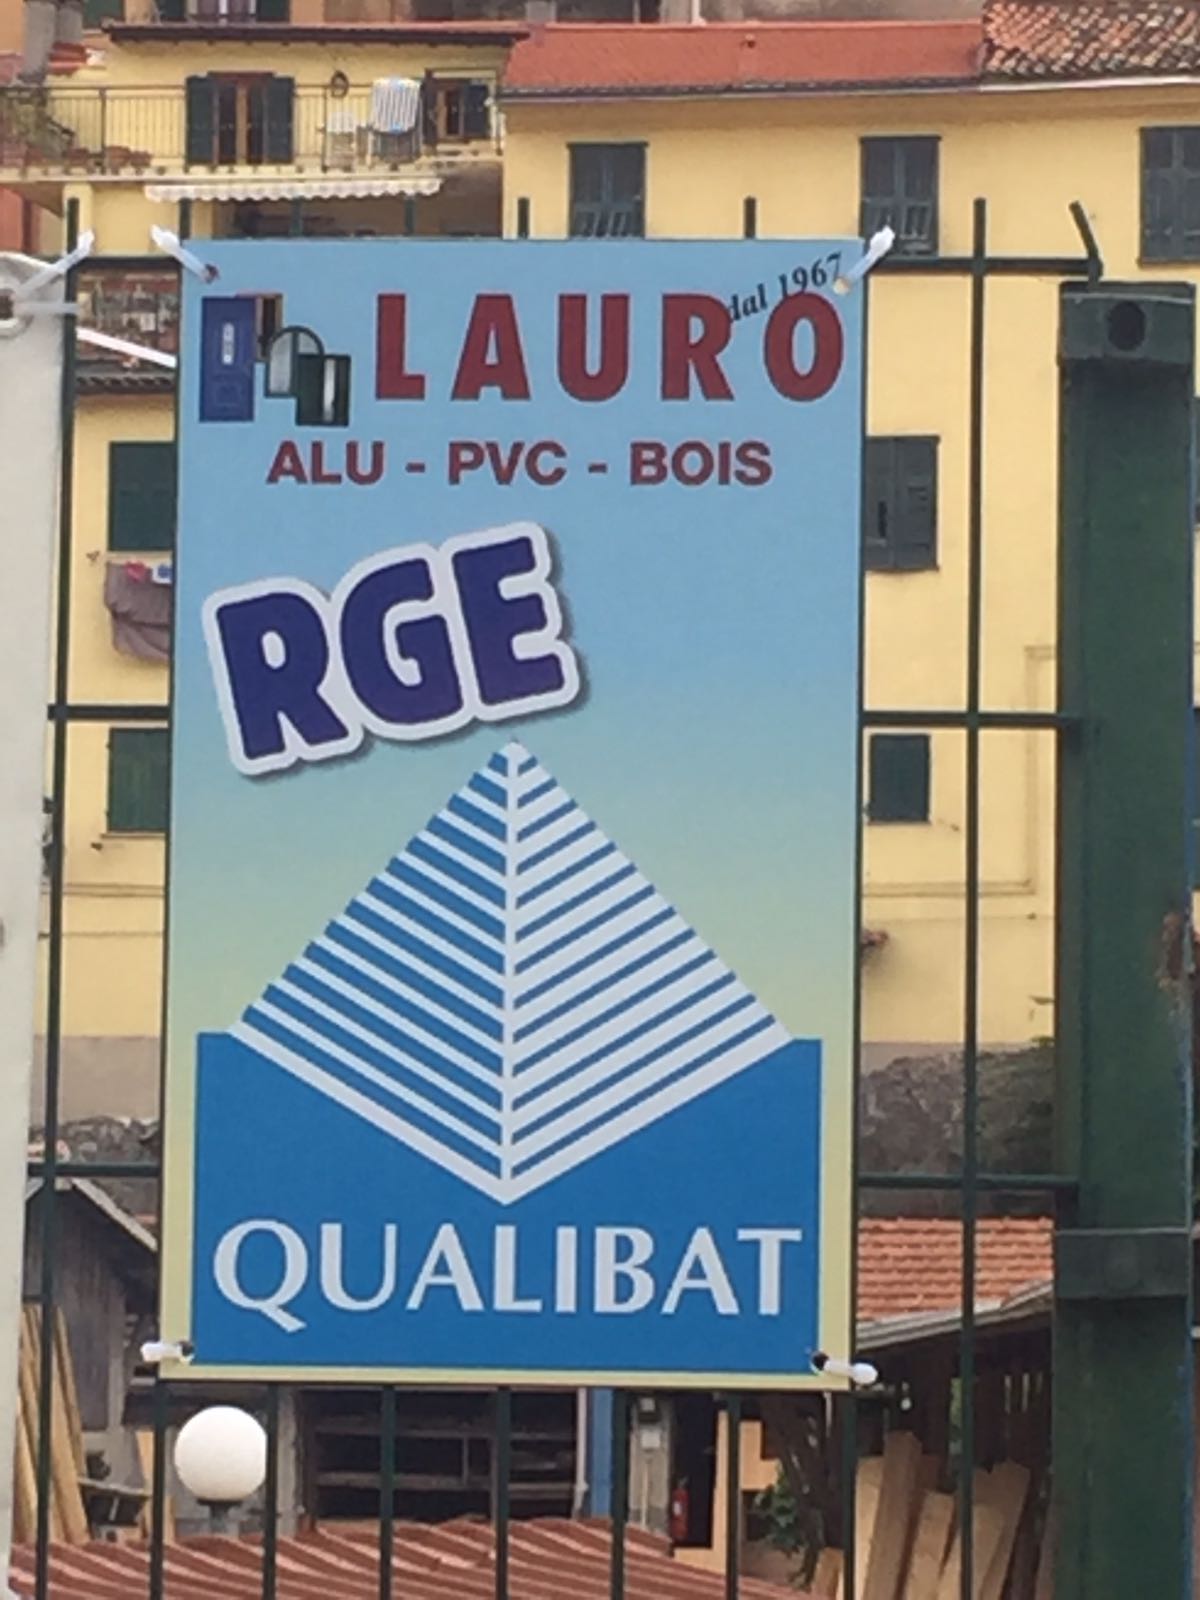 dal 1967
LAURO
ALU - PVC - BOIS
RGE
QUALIBAT